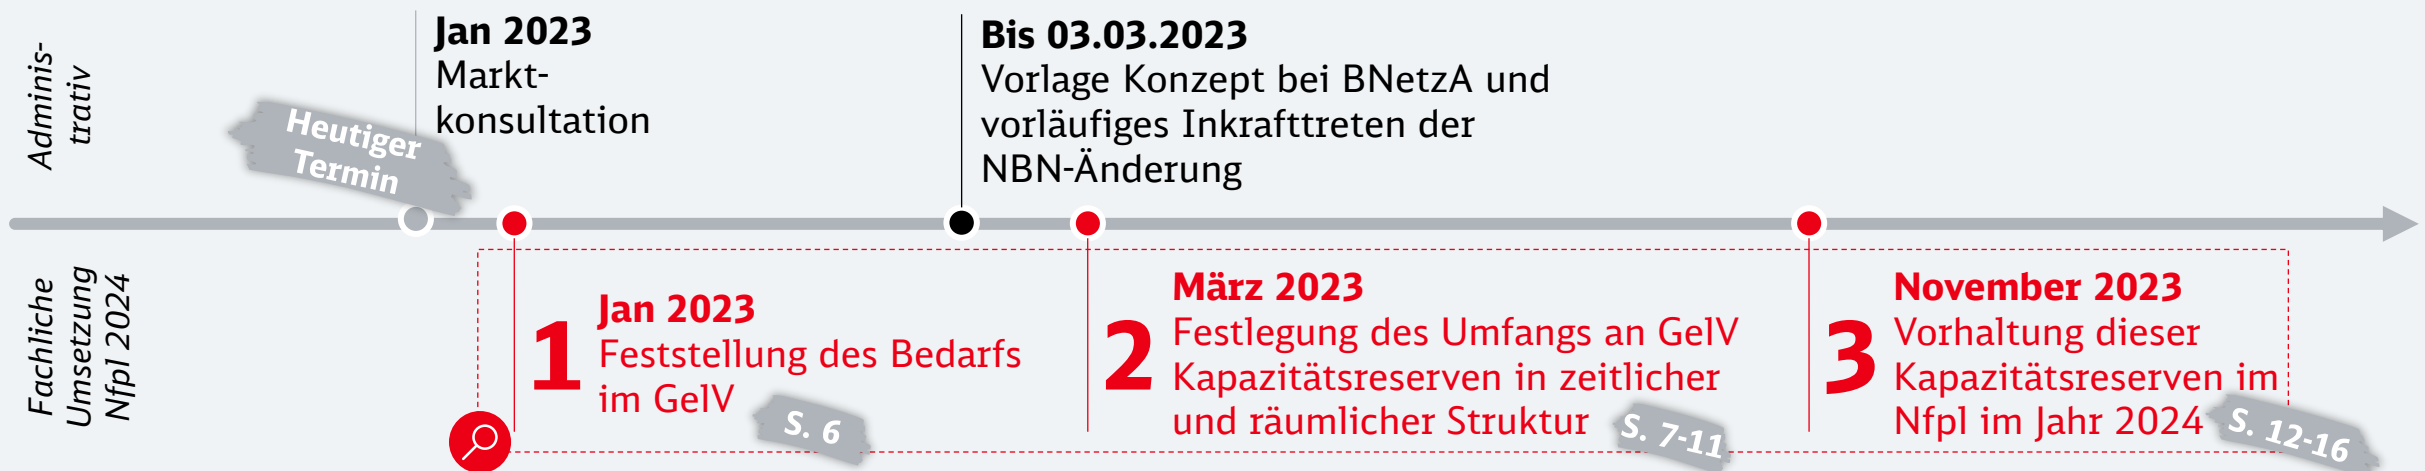 Adminis-
trativ
Jan 2023
Markt-
konsultation
Heutiger
Termin
Bis 03.03.2023
Vorlage Konzept bei BNetzA und
vorläufiges Inkrafttreten der
NBN-Änderung
Fachliche
Umsetzung
Nfpl 2024
1
Jan 2023
Feststellung des Bedarfs
im GelV
S. 6
2
März 2023
Festlegung des Umfangs an GelV
Kapazitätsreserven in zeitlicher
und räumlicher Struktur
S. 7-11
3
November 2023
Vorhaltung dieser
Kapazitätsreserven im
Nfpl im Jahr 2024
S. 12-16